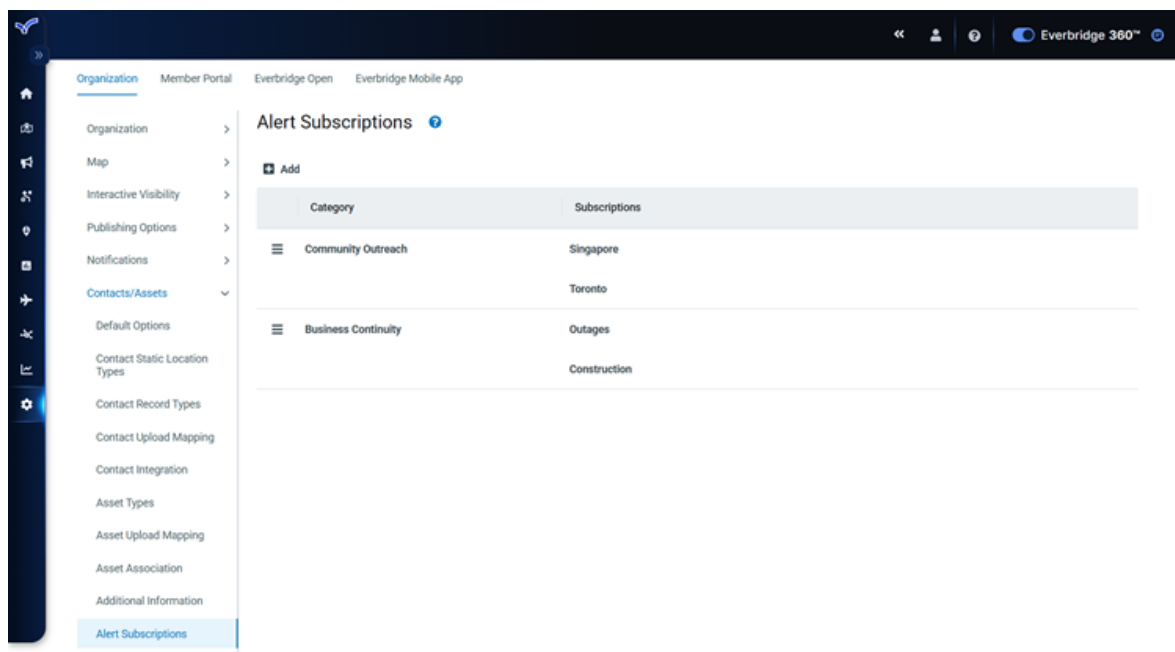 Everbridge 360™
Organization Member Portal Everbridge Open Everbridge Mobile App
Organization
Map
Interactive Visibility
Publishing Options
Notifications
Contacts/Assets
Default Options
Contact Static Location
Types
Contact Record Types
Contact Upload Mapping
Contact Integration
Asset Types
Asset Upload Mapping
Asset Association
Additional Information
Alert Subscriptions
Alert Subscriptions
Add
Category Subscriptions
Community Outreach Singapore
Toronto
Business Continuity Outages
Construction